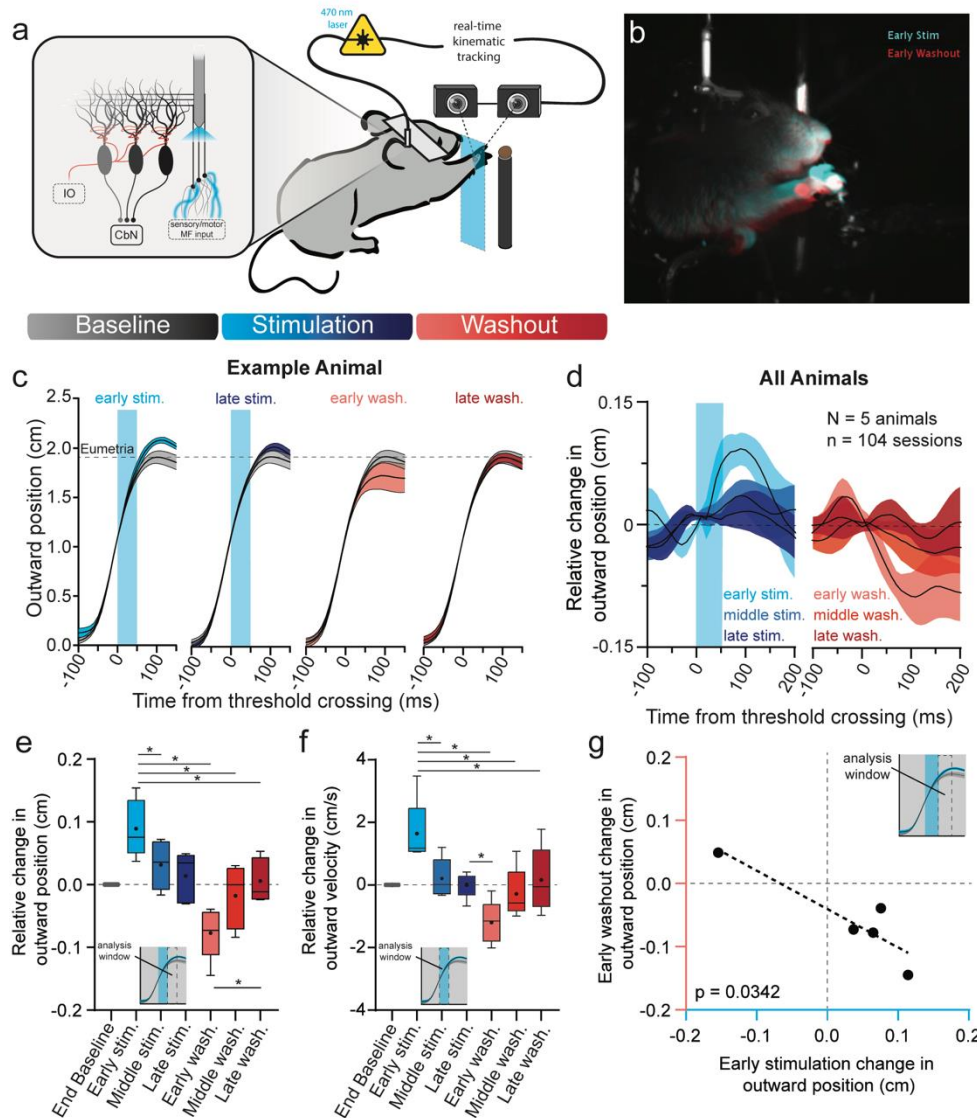 a
470 nm
laser
real-time
kinematic
tracking
IO
CbN
sensory/motor
MF input
b
Early Stim
Early Washout
Baseline
Stimulation
Washout
c
Example Animal
early stim.
late stim.
early wash.
late wash.
Eumetria
Outward position (cm)
2.5
2.0
1.5
1.0
0.5
0.0
-100
0
100
-100
0
100
-100
0
100
-100
0
100
Time from threshold crossing (ms)
d
All Animals
N = 5 animals
n = 104 sessions
Relative change in
outward position (cm)
0.15
0
-0.15
early stim.
middle stim.
late stim.
early wash.
middle wash.
late wash.
-100
0
100
200
-100
0
100
200
Time from threshold crossing (ms)
e
Relative change in
outward position (cm)
0.2
0.1
0.0
-0.1
-0.2
*
*
*
*
*
analysis
window
End Baseline
Early stim.
Middle stim.
Late stim.
Early wash.
Middle wash.
Late wash.
f
Relative change in
outward velocity (cm/s)
4
2
0
-2
-4
*
*
*
*
*
analysis
window
End Baseline
Early stim.
Middle stim.
Late stim.
Early wash.
Middle wash.
Late wash.
g
Early washout change in
outward position (cm)
0.2
0.1
0.0
-0.1
-0.2
analysis
window
p = 0.0342
-0.2
-0.1
0.0
0.1
0.2
Early stimulation change in
outward position (cm)